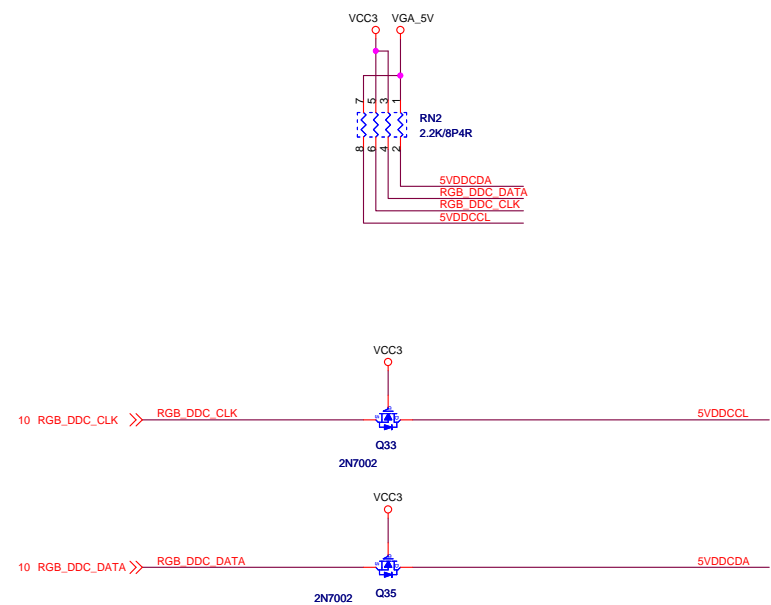 VCC3 VGA_5V
7 5 3 1
RN2
2.2K/8P4R
8 6 4 2
5VDDCDA
RGB_DDC_DATA
RGB_DDC_CLK
5VDDCCL
VCC3
10 RGB_DDC_CLK RGB_DDC_CLK 5VDDCCL
Q33
2N7002
VCC3
10 RGB_DDC_DATA RGB_DDC_DATA 5VDDCDA
Q35
2N7002